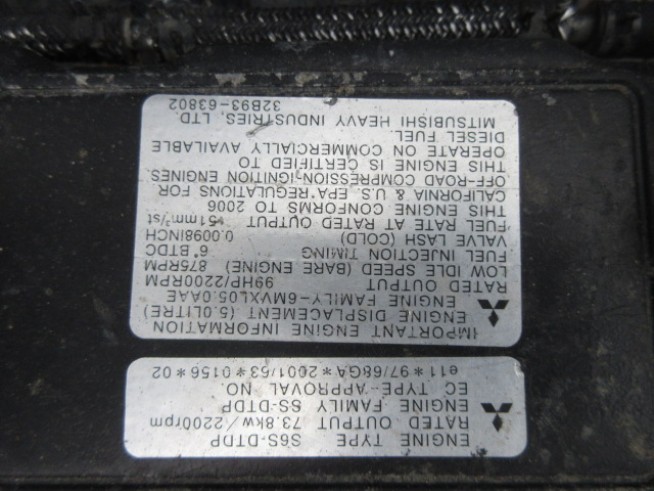 ENGINE TYPE S6S-DTDP
RATED OUTPUT 73.8kw/2200rpm
ENGINE FAMILY SS-DTDP
EC TYPE-APPROVAL NO.
e11*97/68GA*2001/63*0156*02
IMPORTANT ENGINE INFORMATION
ENGINE DISPLACEMENT (5.0LITRE)
ENGINE FAMILY-6MVXL05.0AAE
RATED OUTPUT 99HP/2200RPM
LOW IDLE SPEED (BARE ENGINE) 875RPM
FUEL INJECTION TIMING 6° BTDC
VALVE LASH (COLD) 0.0098INCH
FUEL RATE AT RATED OUTPUT 51mm³/st
THIS ENGINE CONFORMS TO 2006
CALIFORNIA & U.S. EPA REGULATIONS FOR
OFF-ROAD COMPRESSION-IGNITION ENGINES
THIS ENGINE IS CERTIFIED TO
OPERATE ON COMMERCIALLY AVAILABLE
DIESEL FUEL
MITSUBISHI HEAVY INDUSTRIES, LTD.
32B93-63802